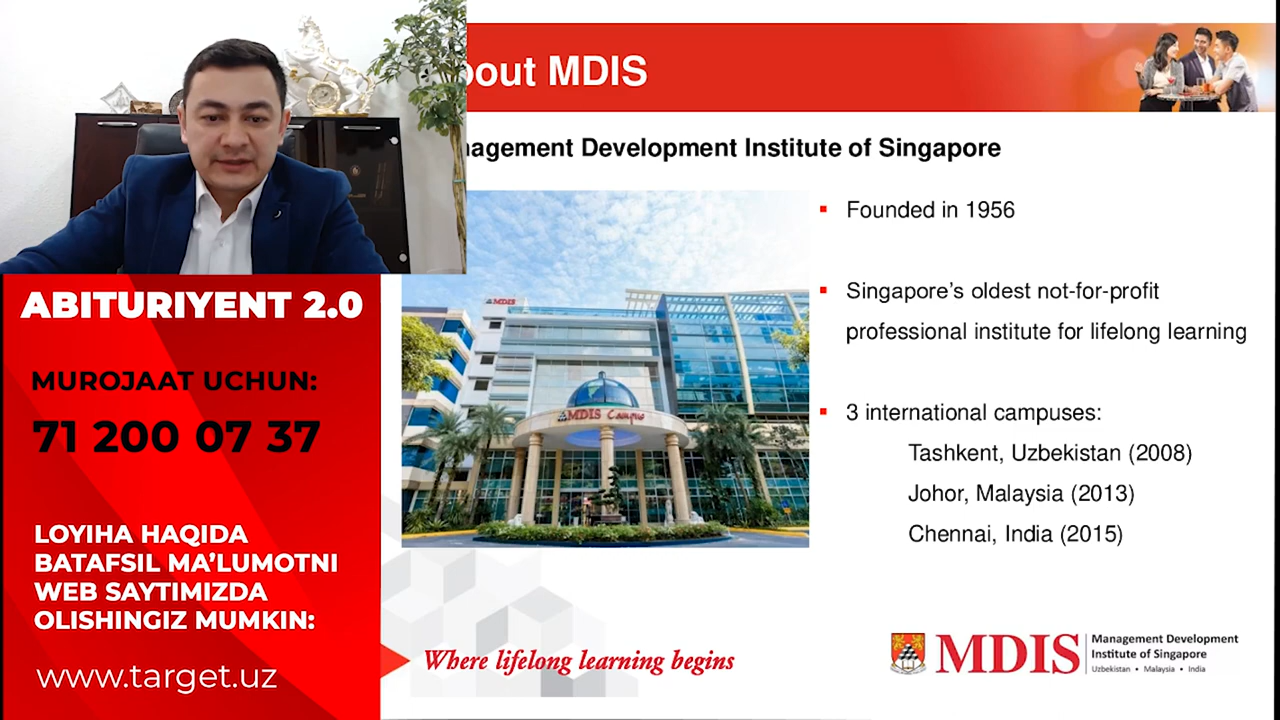 bout MDIS
nagement Development Institute of Singapore
Founded in 1956
Singapore’s oldest not-for-profit
professional institute for lifelong learning
3 international campuses:
Tashkent, Uzbekistan (2008)
Johor, Malaysia (2013)
Chennai, India (2015)
MDIS
MDIS Campus
ABITURIYENT 2.0
MUROJAAT UCHUN:
71 200 07 37
LOYIHA HAQIDA
BATAFSIL MA’LUMOTNI
WEB SAYTIMIZDA
OLISHINGIZ MUMKIN:
www.target.uz
Where lifelong learning begins
MDIS
Management Development
Institute of Singapore
Uzbekistan • Malaysia • India